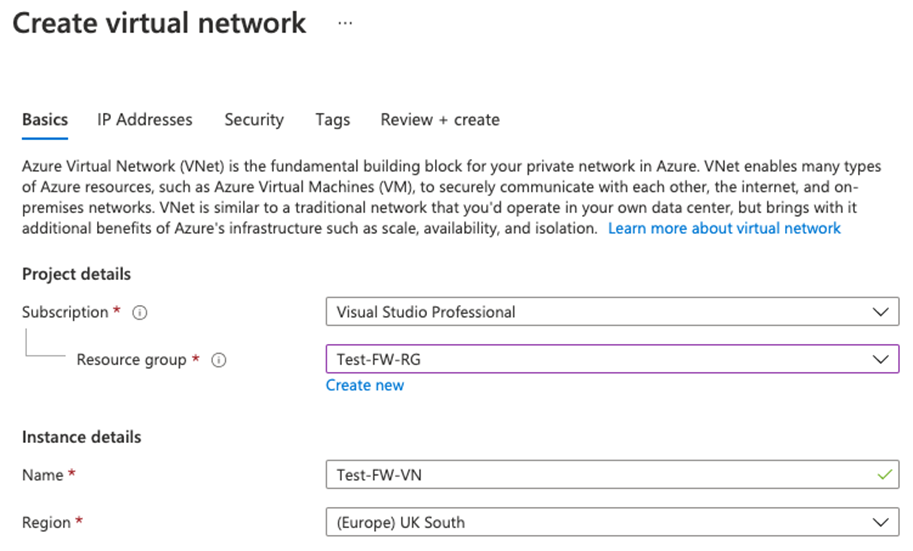 Create virtual network ...
Basics IP Addresses Security Tags Review + create
Azure Virtual Network (VNet) is the fundamental building block for your private network in Azure. VNet enables many types
of Azure resources, such as Azure Virtual Machines (VM), to securely communicate with each other, the internet, and on-
premises networks. VNet is similar to a traditional network that you'd operate in your own data center, but brings with it
additional benefits of Azure's infrastructure such as scale, availability, and isolation. Learn more about virtual network
Project details
Subscription * Visual Studio Professional
Resource group * Test-FW-RG
Create new
Instance details
Name * Test-FW-VN
Region * (Europe) UK South